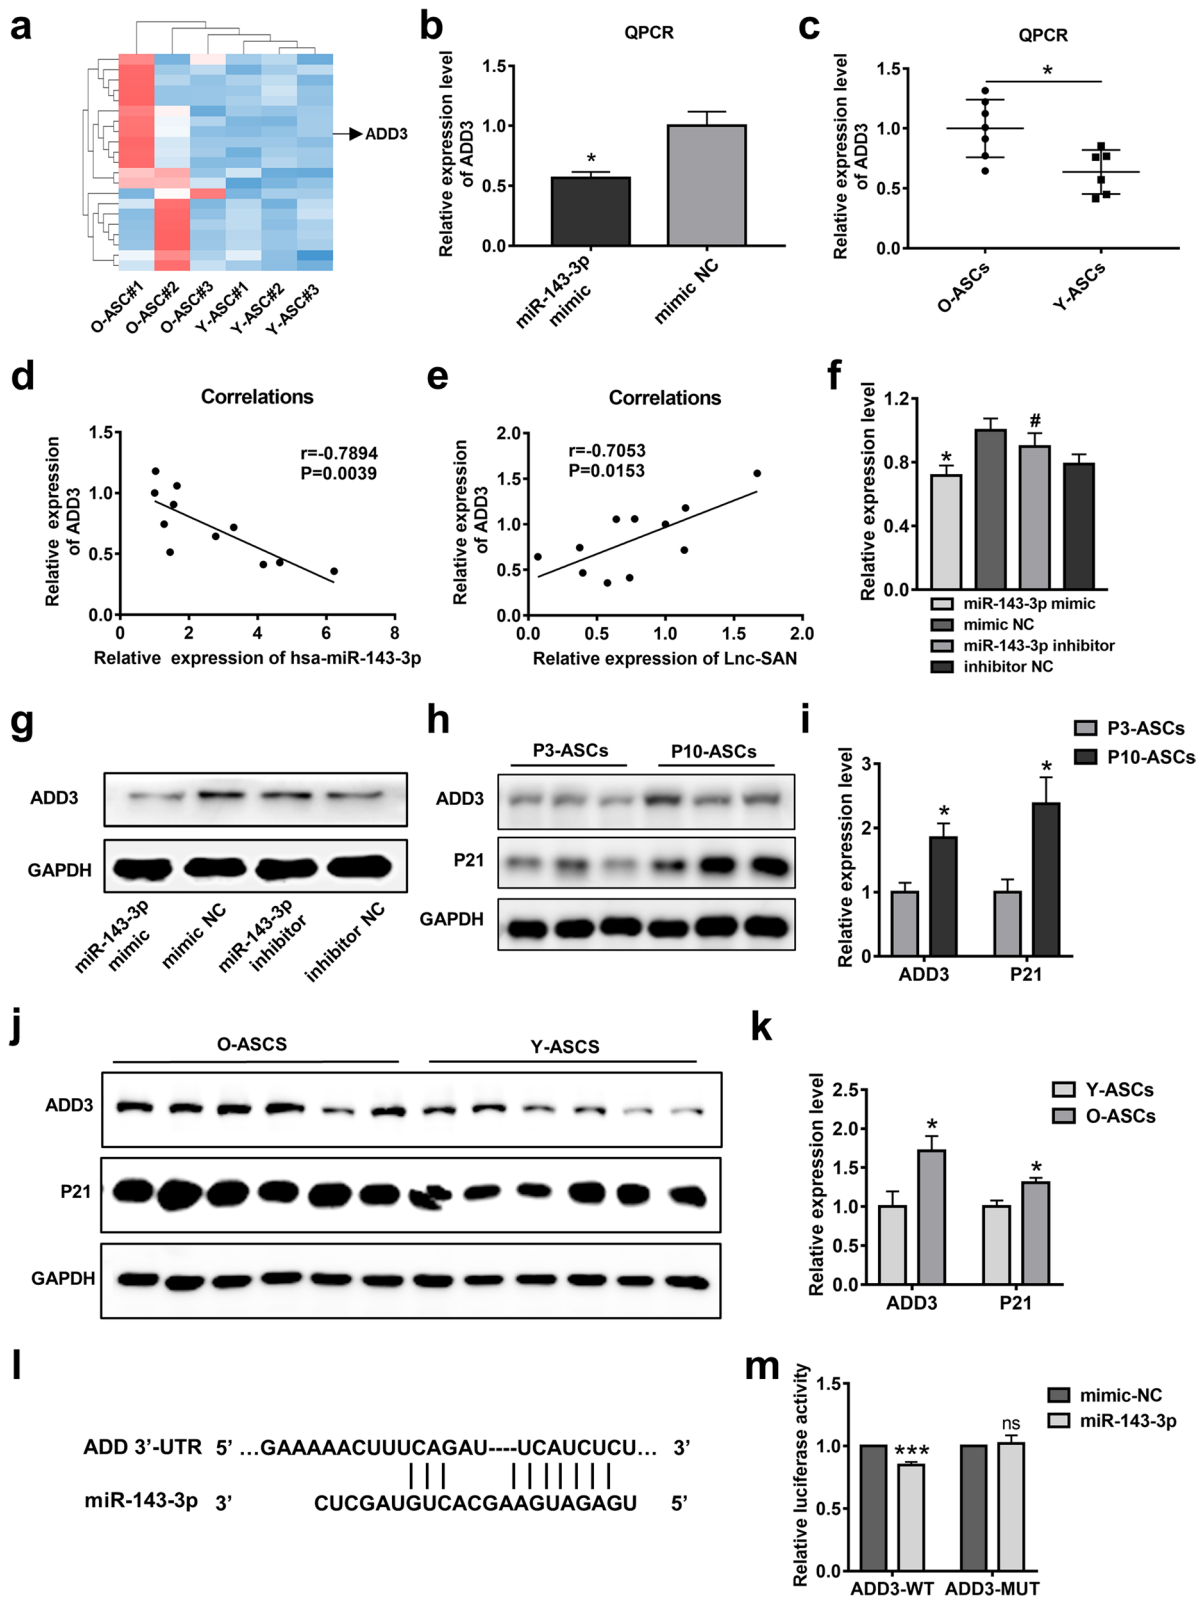 a
ADD3
O-ASC#1
O-ASC#2
O-ASC#3
Y-ASC#1
Y-ASC#2
Y-ASC#3
b
QPCR
Relative expression level
of ADD3
1.5
1.0
0.5
0.0
*
miR-143-3p
mimic
mimic NC
c
QPCR
Relative expression level
of ADD3
1.5
1.0
0.5
0.0
*
O-ASCs
Y-ASCs
d
Correlations
Relative expression
of ADD3
1.5
1.0
0.5
0.0
r=-0.7894
P=0.0039
0 2 4 6 8
Relative expression of hsa-miR-143-3p
e
Correlations
Relative expression
of ADD3
2.0
1.5
1.0
0.5
0.0
r=-0.7053
P=0.0153
0.0 0.5 1.0 1.5 2.0
Relative expression of Lnc-SAN
f
Relative expression level
1.2
0.8
0.4
0.0
*
#
miR-143-3p mimic
mimic NC
miR-143-3p inhibitor
inhibitor NC
g
ADD3
GAPDH
miR-143-3p
mimic
mimic NC
miR-143-3p
inhibitor
inhibitor NC
h
P3-ASCs P10-ASCs
ADD3
P21
GAPDH
i
P3-ASCs
P10-ASCs
Relative expression level
3
2
1
0
*
*
ADD3 P21
j
O-ASCS Y-ASCS
ADD3
P21
GAPDH
k
Y-ASCs
O-ASCs
Relative expression level
2.5
2.0
1.5
1.0
0.5
0.0
*
*
ADD3 P21
l
ADD 3’-UTR 5’ ...GAAAAACUUUCAGAU----UCAUCUCU... 3’
miR-143-3p 3’ CUCGAUGUCACGAAGUAGAGU 5’
m
mimic-NC
miR-143-3p
Relative luciferase activity
1.5
1.0
0.5
0.0
***
ns
ADD3-WT ADD3-MUT